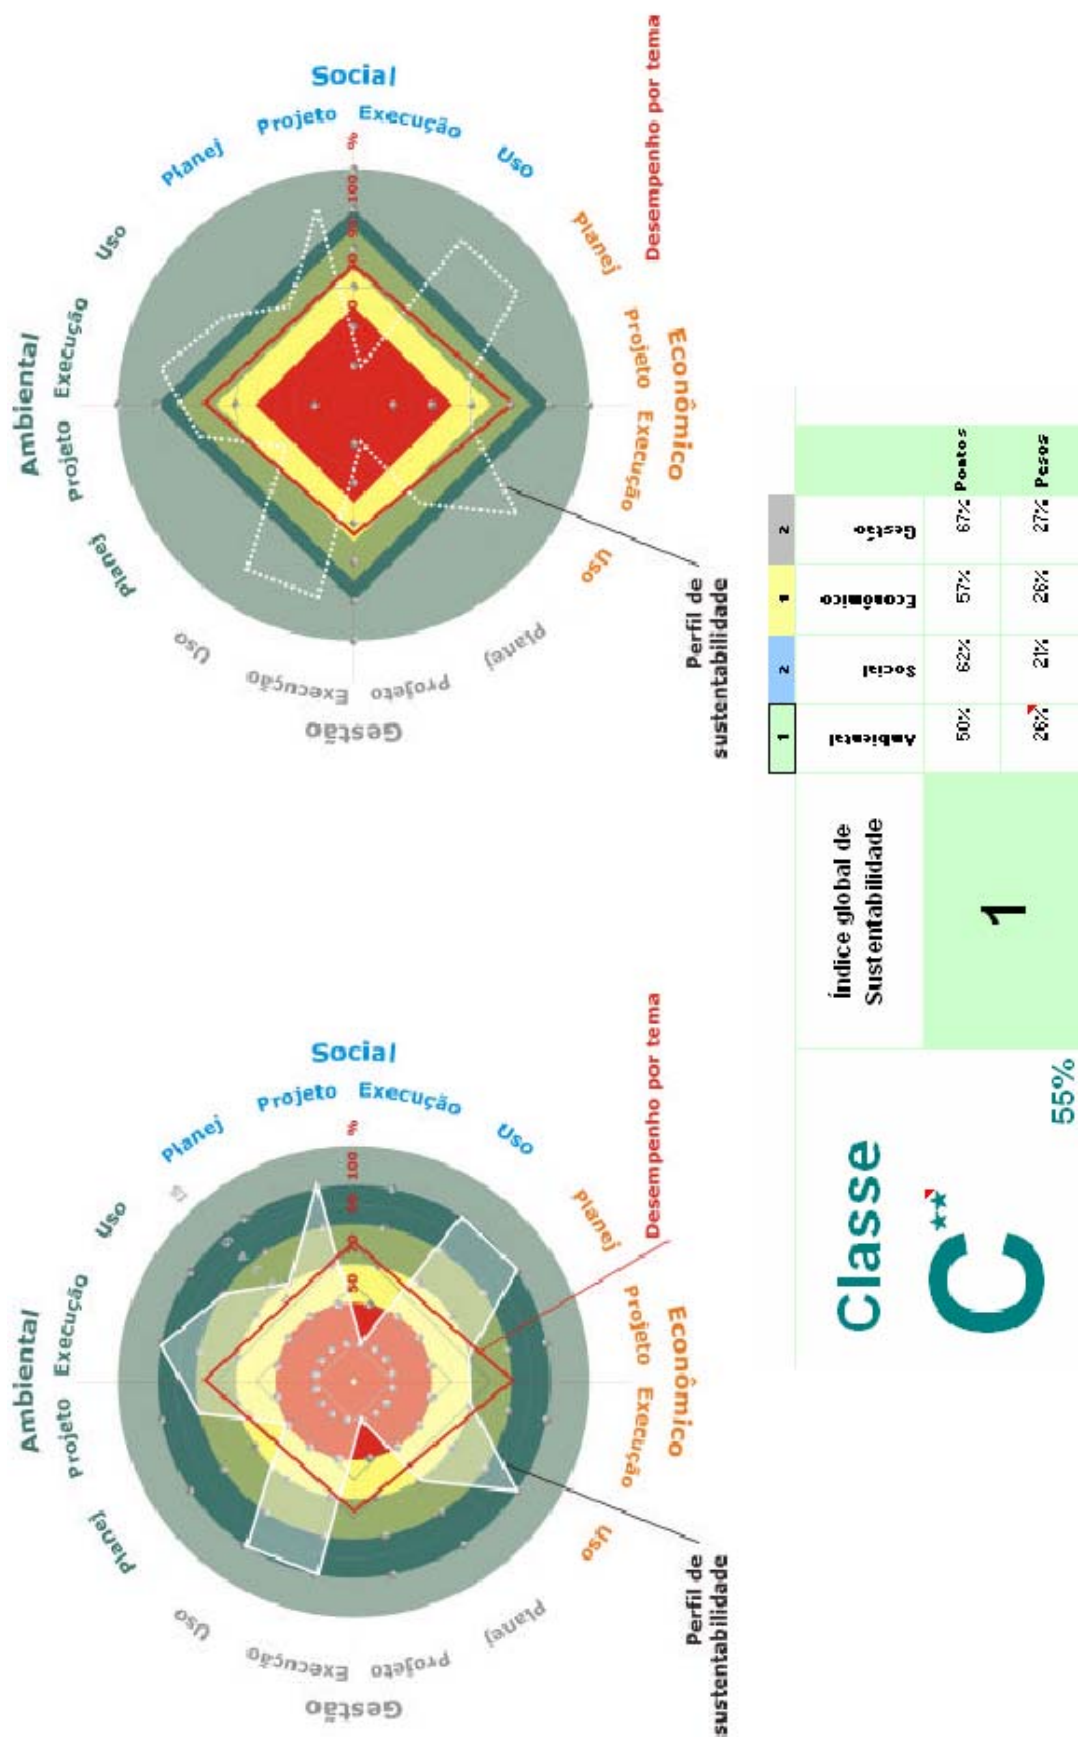 Social
Projeto Execução
Planej
Uso
Uso
Planej
Ambiental
Projeto Execução
Planej
Econômico
Projeto Execução
Uso
Uso
Execução Projeto
Planej
Gestão
%
100
Desempenho por tema
Perfil de
sustentabilidade
Social
Projeto Execução
Planej
Uso
Uso
Planej
Ambiental
Projeto Execução
Planej
Econômico
Projeto Execução
Uso
Uso
Execução Projeto
Planej
Gestão
%
100
50
Desempenho por tema
Perfil de
sustentabilidade
Classe
C
★★
55%
Índice global de
Sustentabilidade
1
1 2 1 2
Ambiental Social Econômico Gestão
50% 62% 57% 67% Pontos
26% 21% 26% 27% Pesos